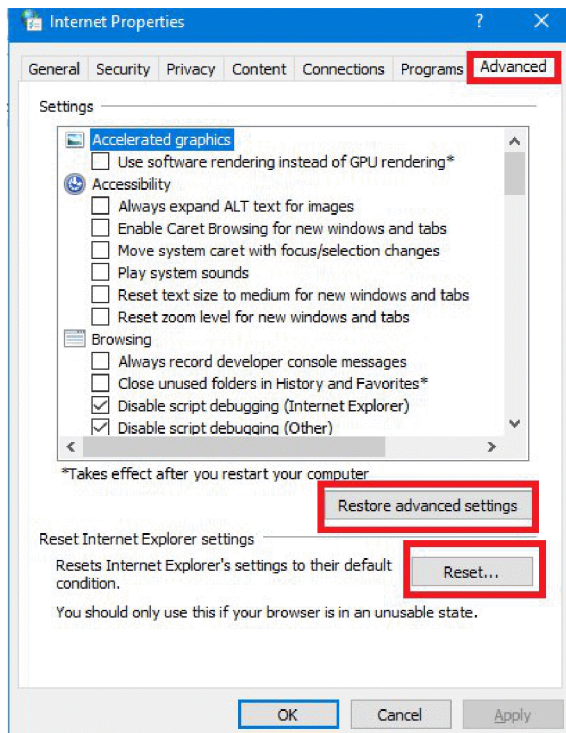 Internet Properties
General Security Privacy Content Connections Programs Advanced
Settings
Accelerated graphics
Use software rendering instead of GPU rendering*
Accessibility
Always expand ALT text for images
Enable Caret Browsing for new windows and tabs
Move system caret with focus/selection changes
Play system sounds
Reset text size to medium for new windows and tabs
Reset zoom level for new windows and tabs
Browsing
Always record developer console messages
Close unused folders in History and Favorites*
Disable script debugging (Internet Explorer)
Disable script debugging (Other)
*Takes effect after you restart your computer
Restore advanced settings
Reset Internet Explorer settings
Resets Internet Explorer's settings to their default
condition.
Reset...
You should only use this if your browser is in an unusable state.
OK Cancel Apply